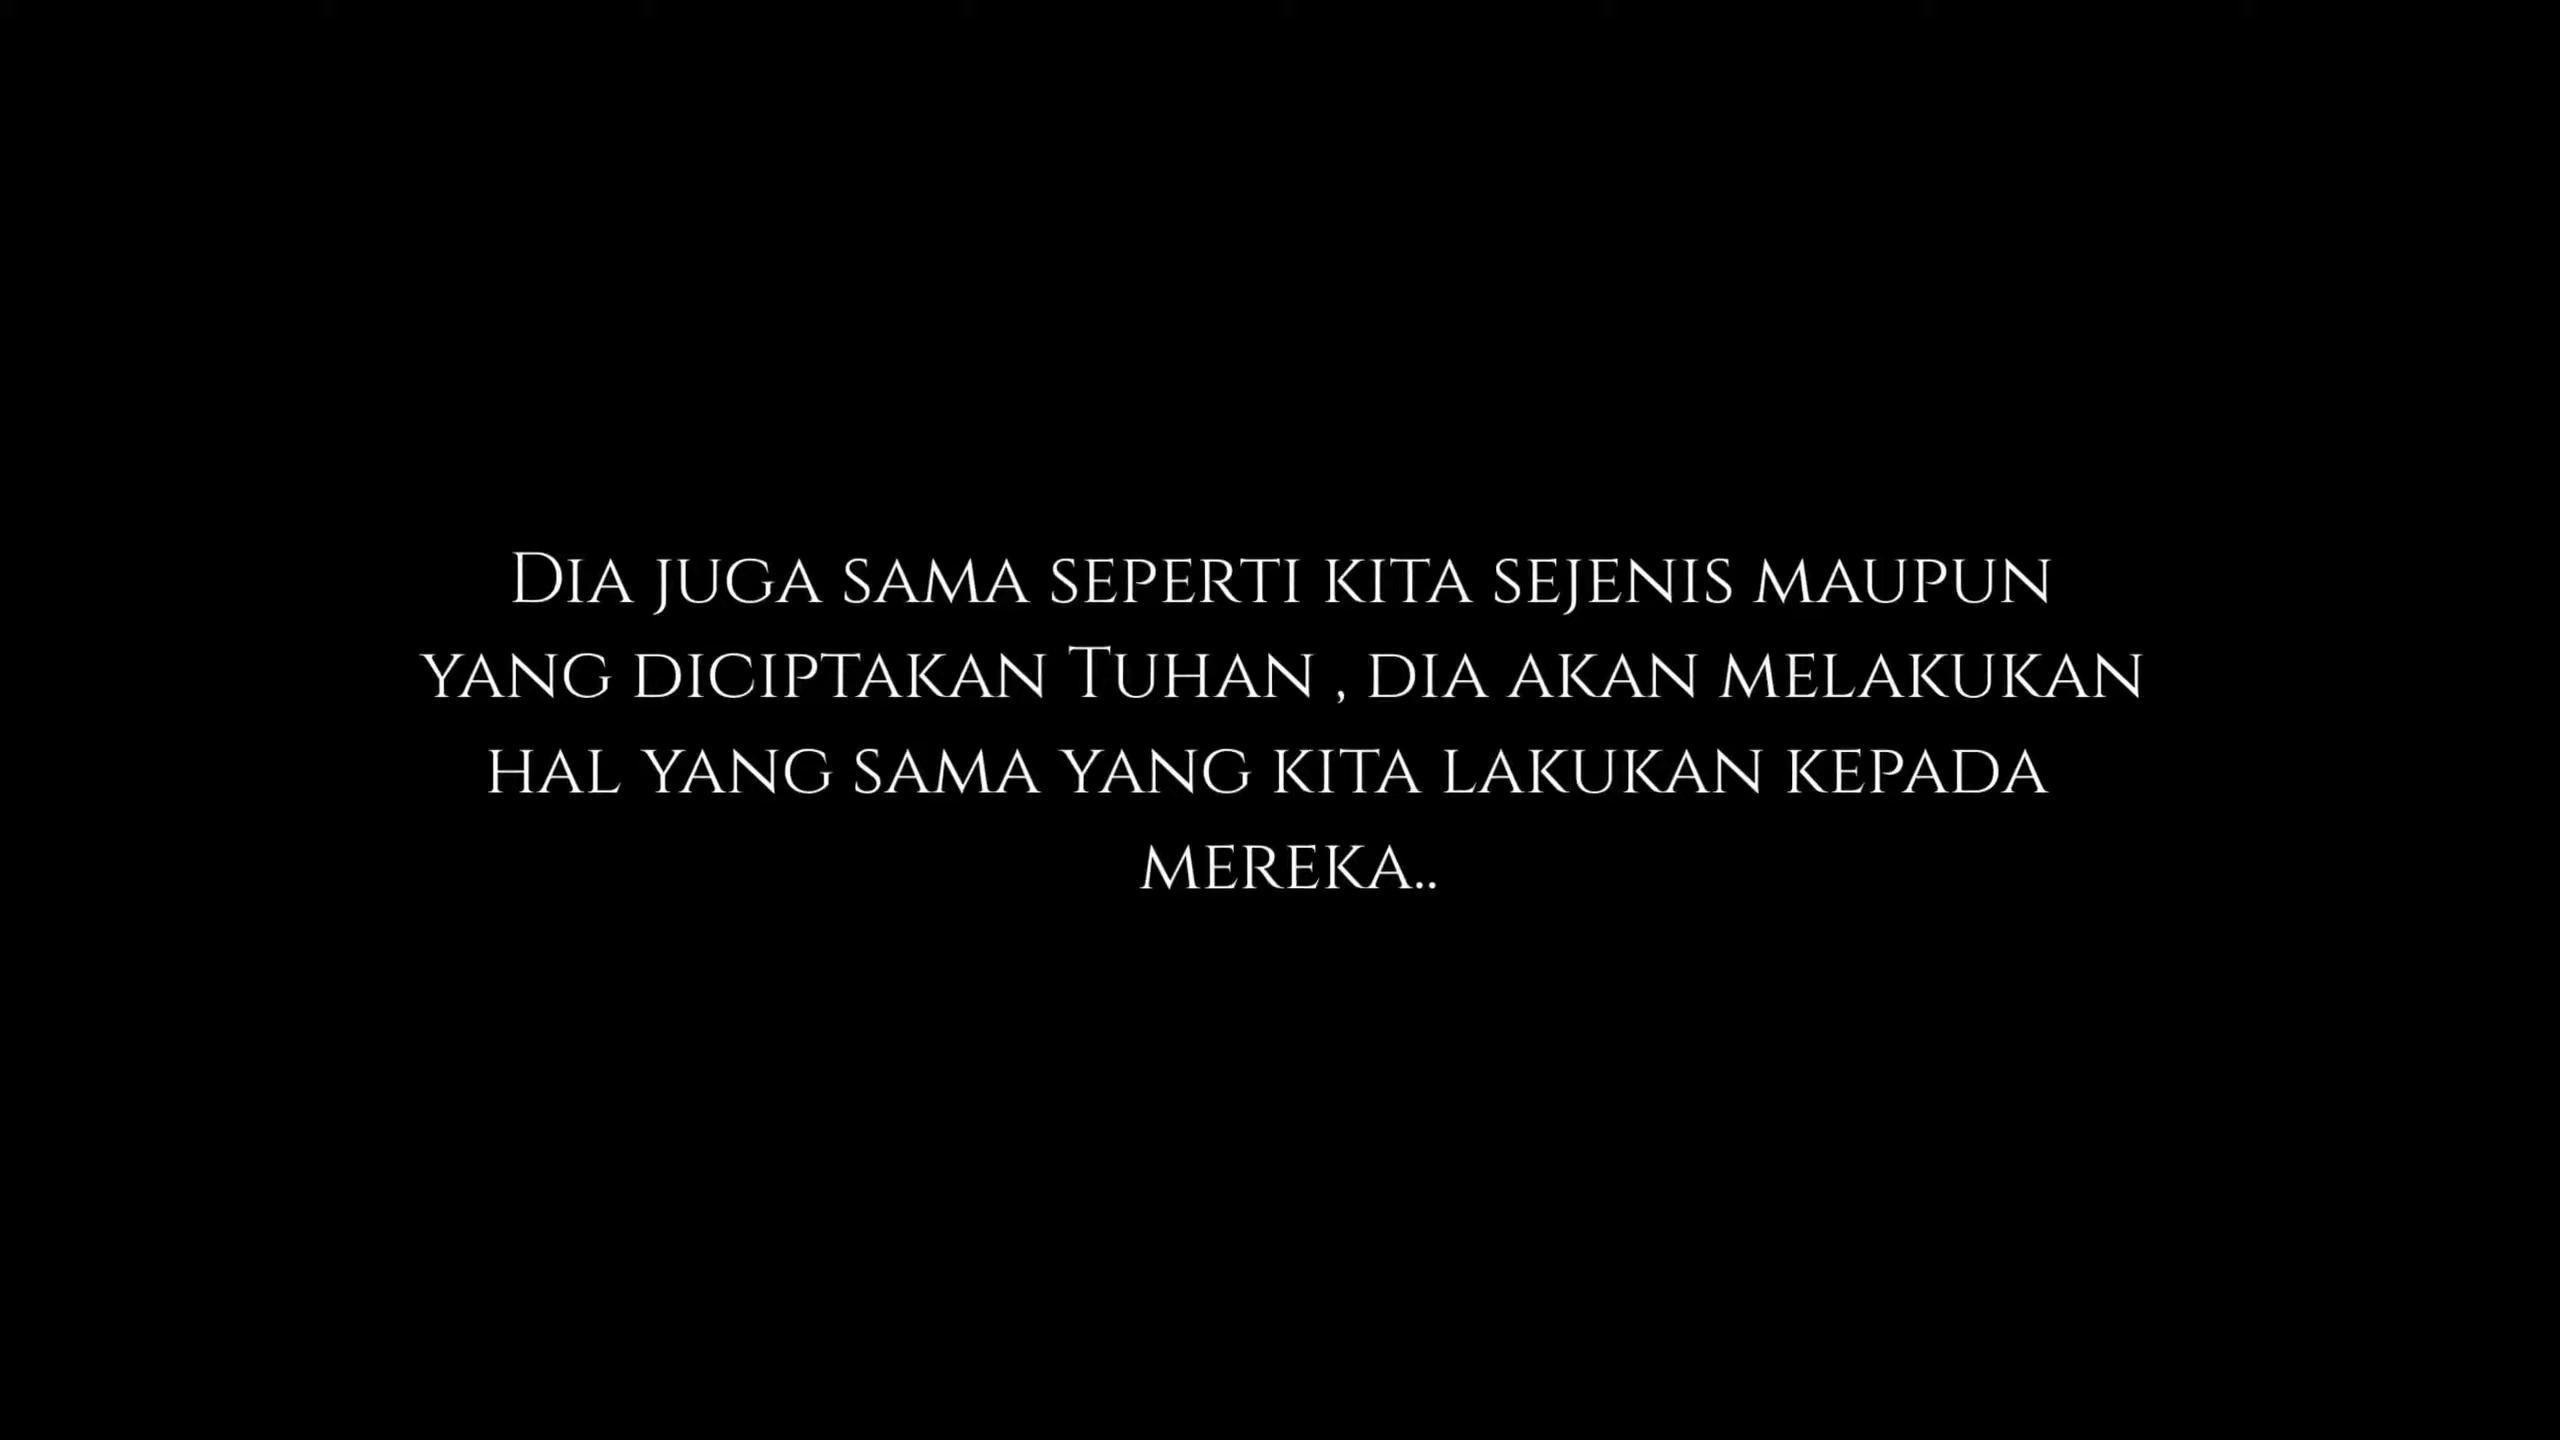 Dia juga sama seperti kita sejenis maupun
yang diciptakan Tuhan , dia akan melakukan
hal yang sama yang kita lakukan kepada
mereka..